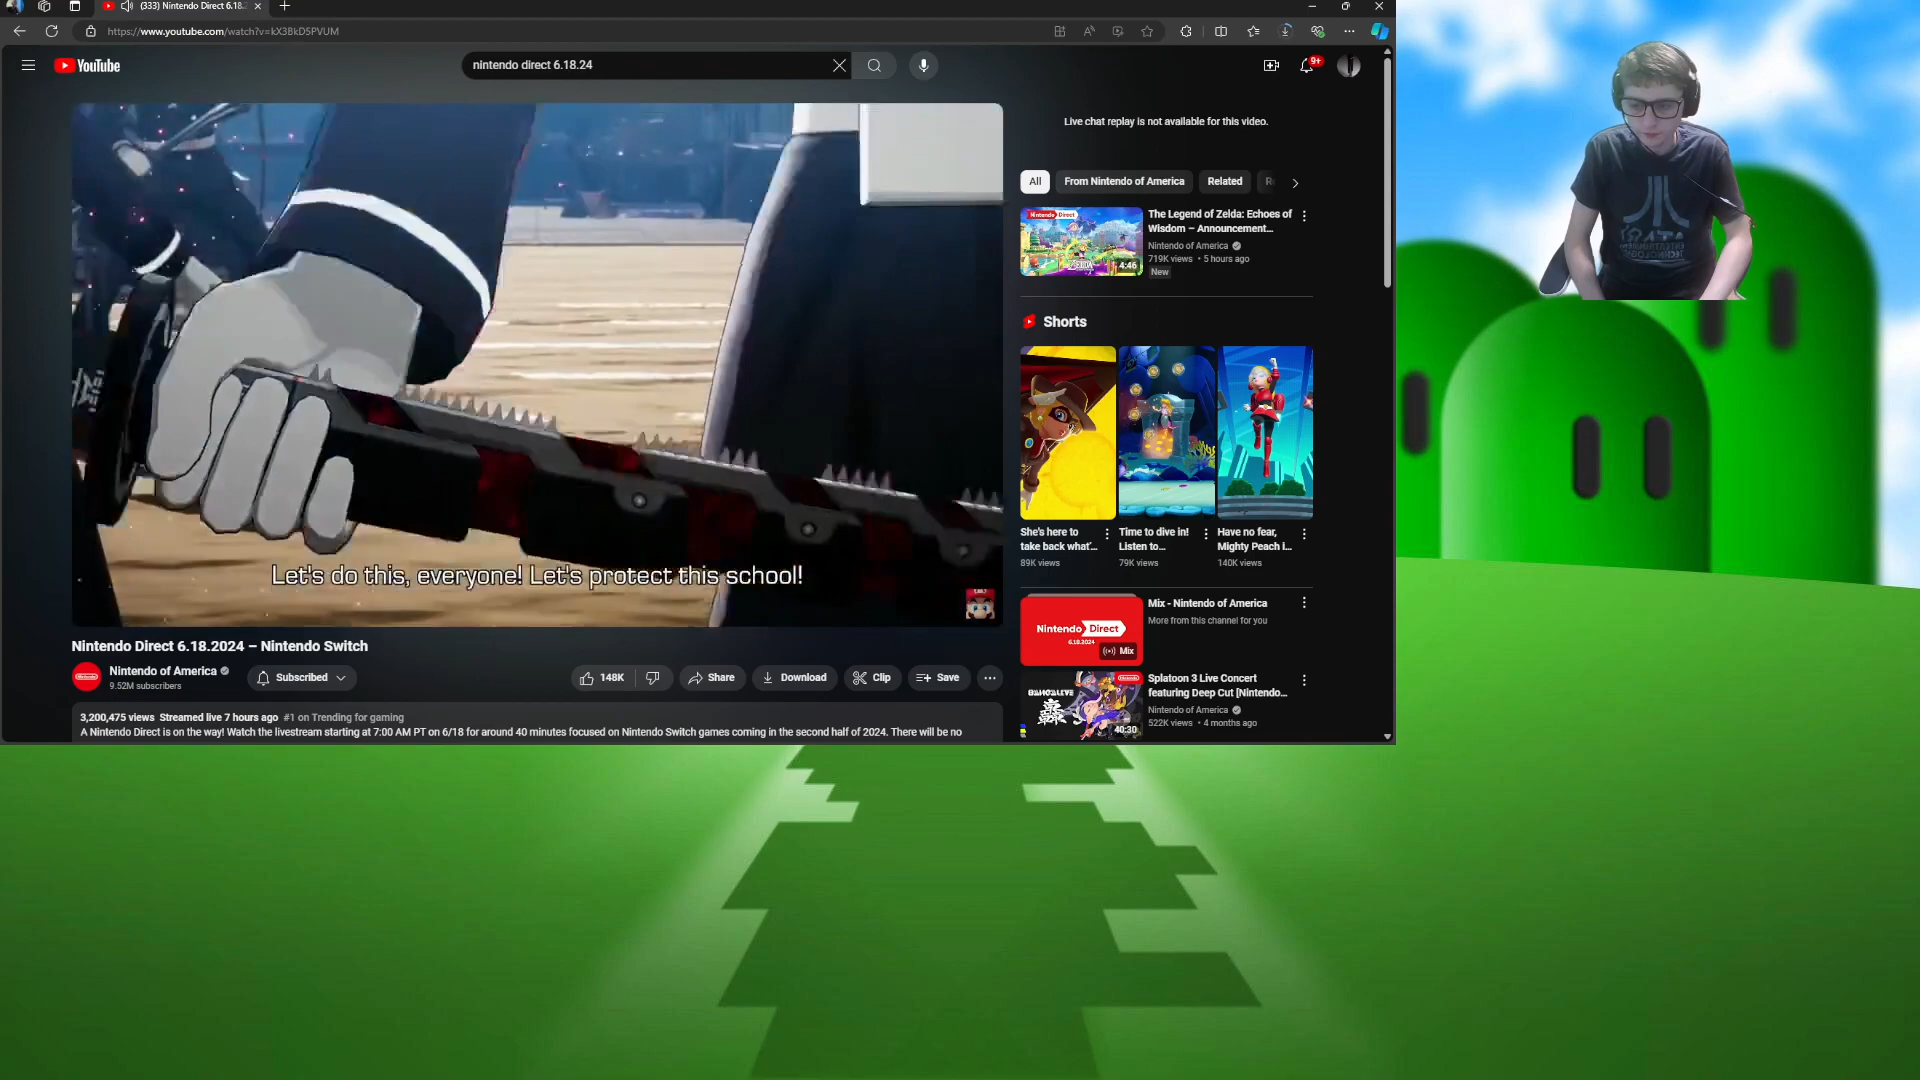 (333) Nintendo Direct 6.18.2
https://www.youtube.com/watch?v=kX3BkD5PVUM
YouTube
nintendo direct 6.18.24
9+
Live chat replay is not available for this video.
All
From Nintendo of America
Related
Let's do this, everyone! Let's protect this school!
Nintendo Direct
The Legend of Zelda: Echoes of
Wisdom – Announcement...
Nintendo of America
719K views • 5 hours ago
New
ZELDA
4:46
Shorts
She's here to
take back what'...
89K views
Time to dive in!
Listen to...
79K views
Have no fear,
Mighty Peach i...
140K views
Nintendo Direct
6.18.2024
Mix
Mix - Nintendo of America
More from this channel for you
Splatoon 3 Live Concert
featuring Deep Cut [Nintendo...
Nintendo of America
522K views • 4 months ago
40:30
Nintendo Direct 6.18.2024 – Nintendo Switch
Nintendo of America
9.52M subscribers
Subscribed
148K
Share
Download
Clip
Save
3,200,475 views Streamed live 7 hours ago #1 on Trending for gaming
A Nintendo Direct is on the way! Watch the livestream starting at 7:00 AM PT on 6/18 for around 40 minutes focused on Nintendo Switch games coming in the second half of 2024. There will be no